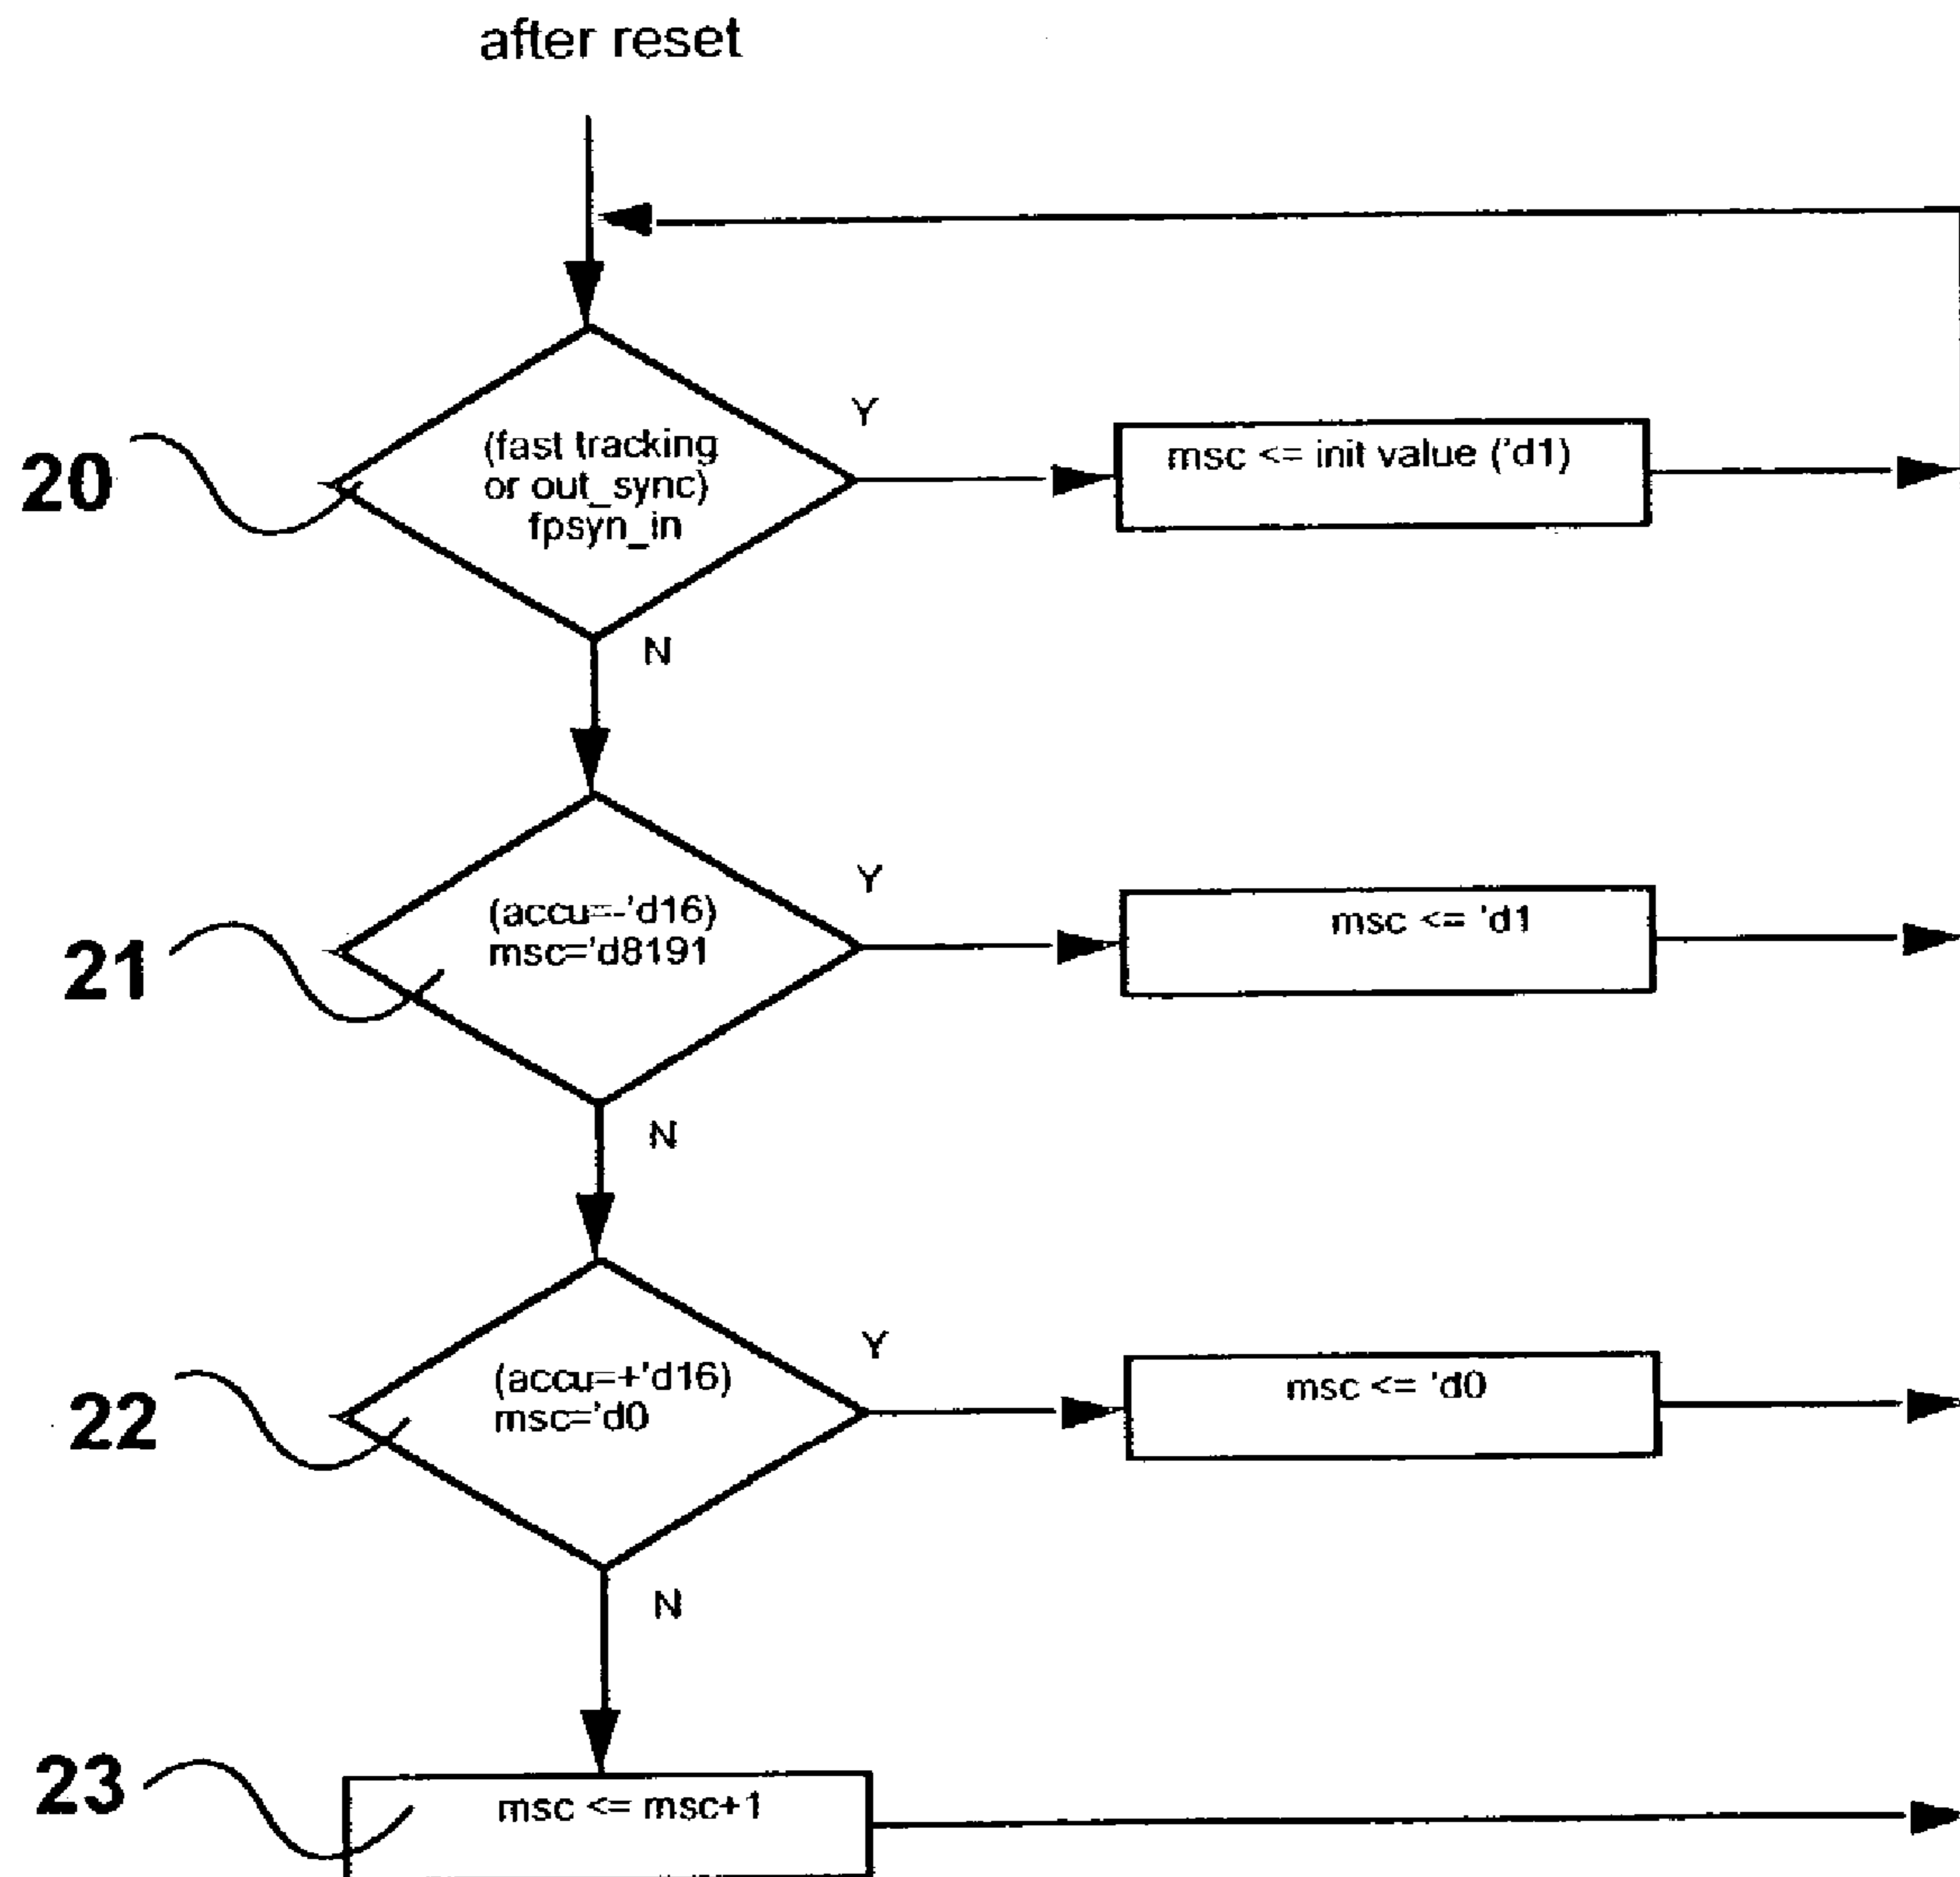 after reset
20
(fast tracking
or out_sync)
fpsyn_in
Y
msc <= init value ('d1)
N
21
(accu=-'d16)
msc='d8191
Y
msc <= 'd1
N
22
(accu=+'d16)
msc='d0
Y
msc <= 'd0
N
23
msc <= msc+1